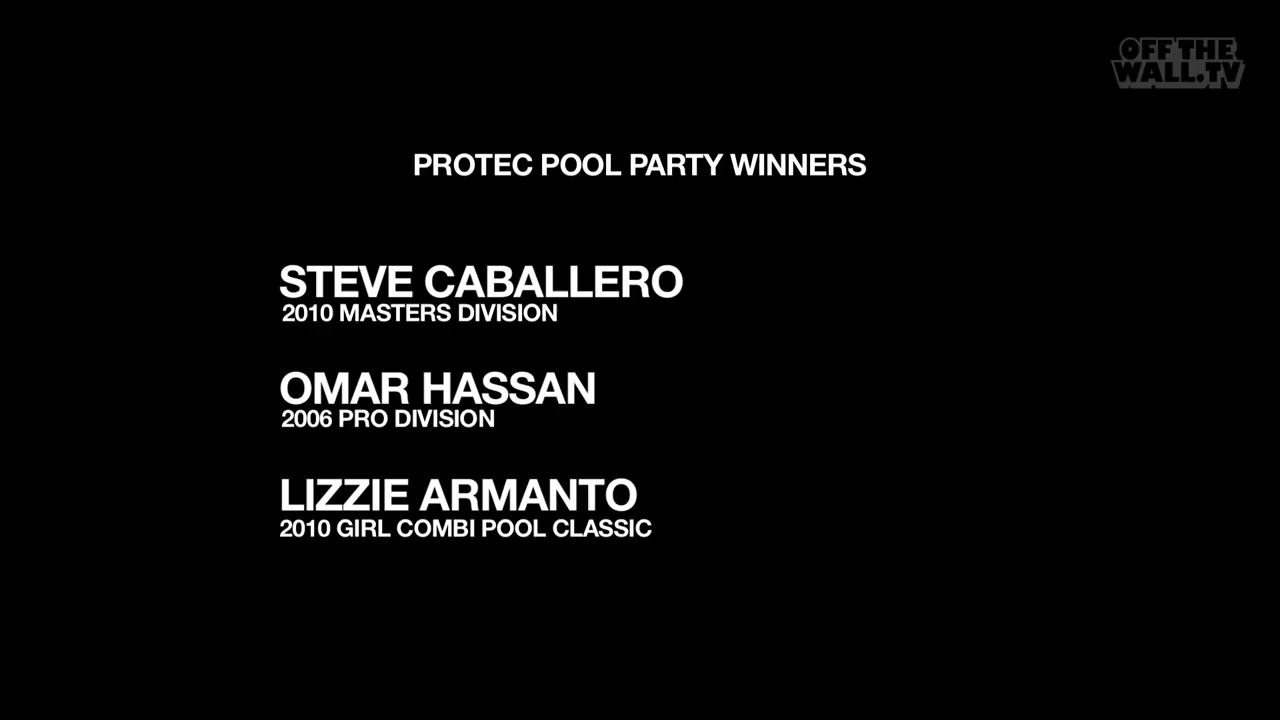 OFF THE
WALL.TV
PROTEC POOL PARTY WINNERS
STEVE CABALLERO
2010 MASTERS DIVISION
OMAR HASSAN
2006 PRO DIVISION
LIZZIE ARMANTO
2010 GIRL COMBI POOL CLASSIC